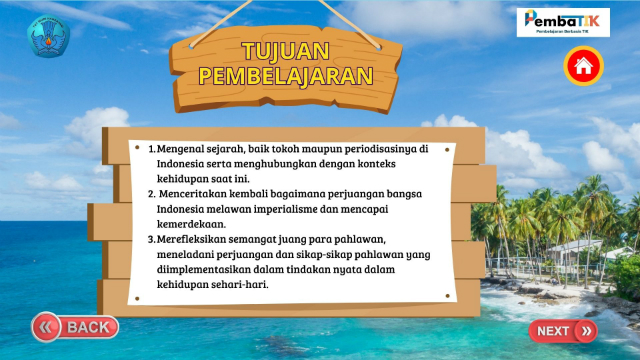 PembaTIK
Pembelajaran Berbasis TIK
TUJUAN
PEMBELAJARAN
1. Mengenal sejarah, baik tokoh maupun periodisasinya di
Indonesia serta menghubungkan dengan konteks
kehidupan saat ini.
2. Menceritakan kembali bagaimana perjuangan bangsa
Indonesia melawan imperialisme dan mencapai
kemerdekaan.
3. Merefleksikan semangat juang para pahlawan,
meneladani perjuangan dan sikap-sikap pahlawan yang
diimplementasikan dalam tindakan nyata dalam
kehidupan sehari-hari.
BACK
NEXT